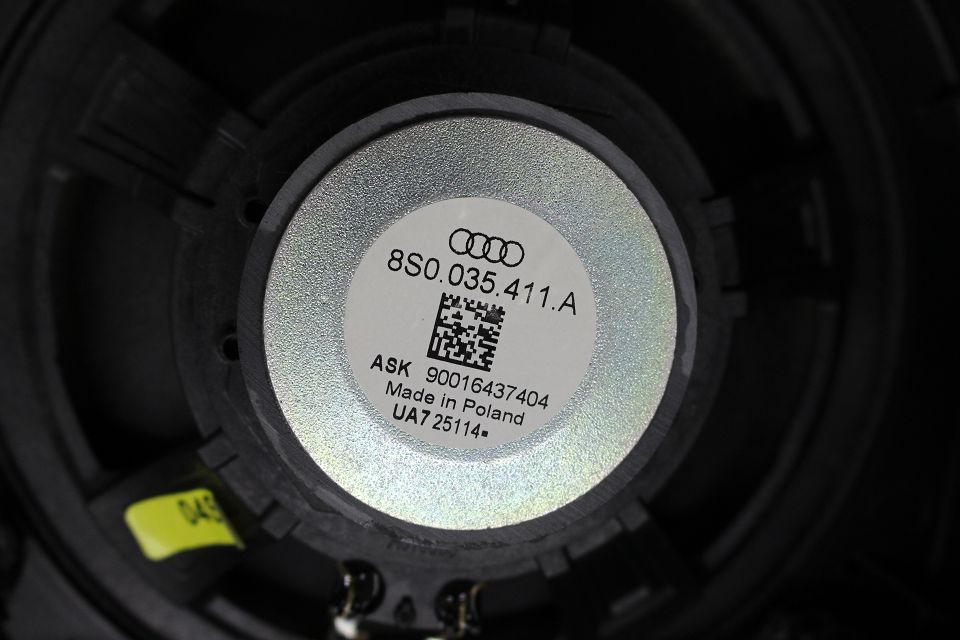 8S0.035.411.A
ASK 90016437404
Made in Poland
UA7 25114